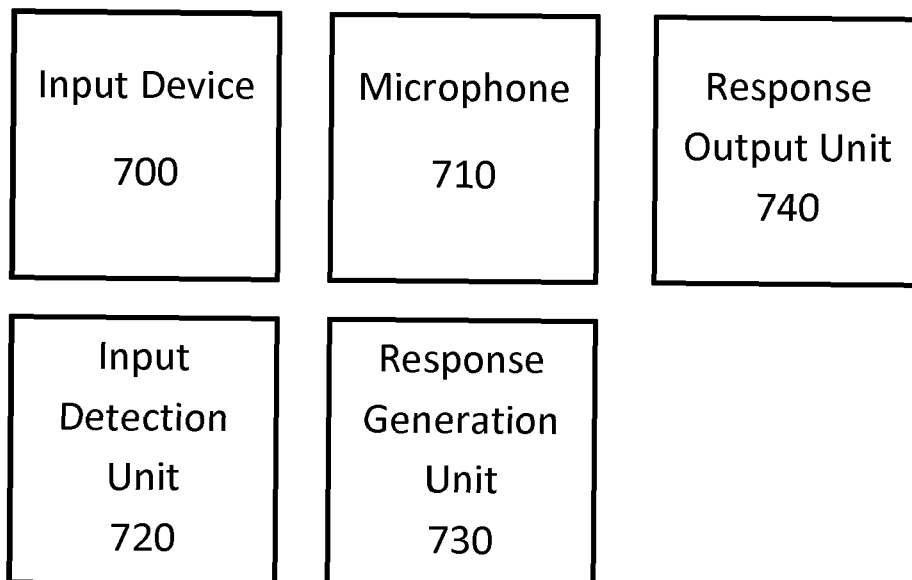 Input Device
700
Microphone
710
Response
Output Unit
740
Input
Detection
Unit
720
Response
Generation
Unit
730